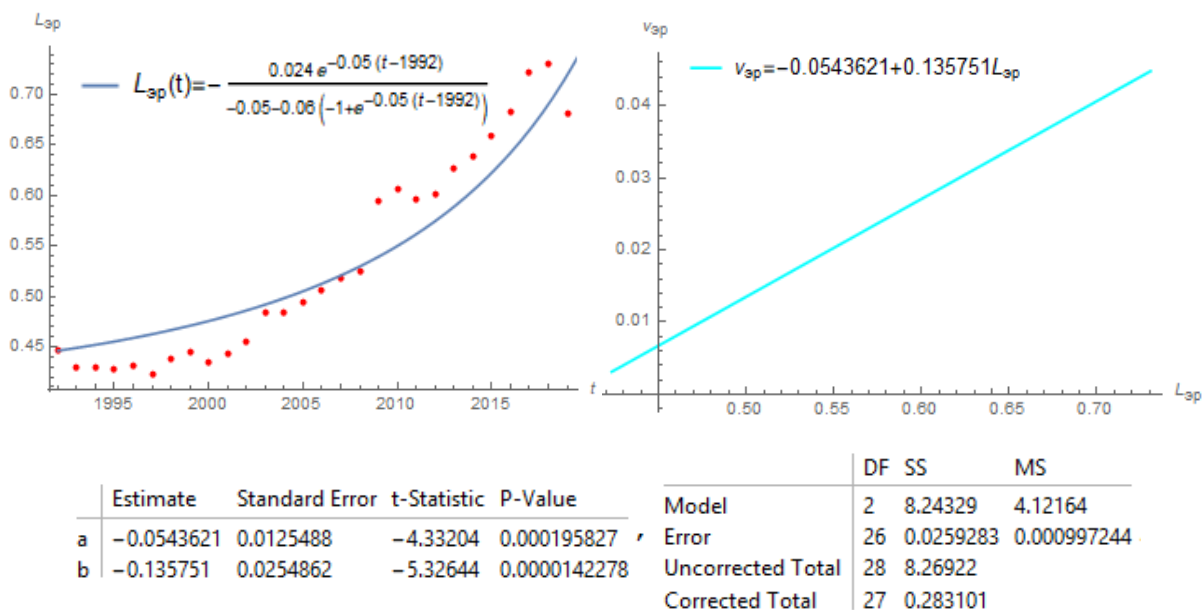 Lэр
Lэр(t)=-0.024 e^-0.05 (t-1992)/-0.05-0.06 (-1+e^-0.05 (t-1992))
0.70
0.65
0.60
0.55
0.50
0.45
1995 2000 2005 2010 2015
t
vэр
vэр=-0.0543621+0.135751Lэр
0.04
0.03
0.02
0.01
0.50 0.55 0.60 0.65 0.70
Lэр
Estimate Standard Error t-Statistic P-Value
a -0.0543621 0.0125488 -4.33204 0.000195827
b -0.135751 0.0254862 -5.32644 0.0000142278
,
DF SS MS
Model 2 8.24329 4.12164
Error 26 0.0259283 0.000997244
Uncorrected Total 28 8.26922
Corrected Total 27 0.283101